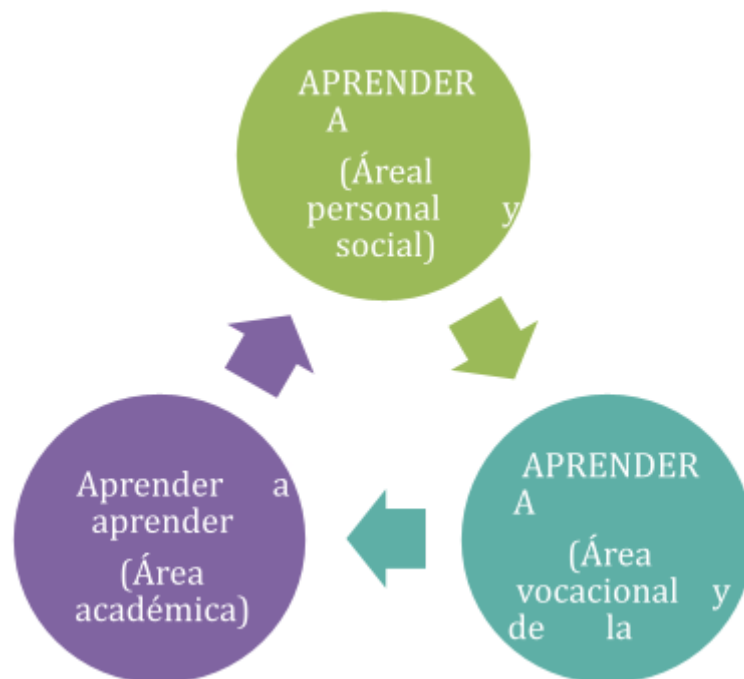 APRENDER
A
(Áreal
personal y
social)
APRENDER
A
(Área
vocacional y
de la
Aprender a
aprender
(Área
académica)